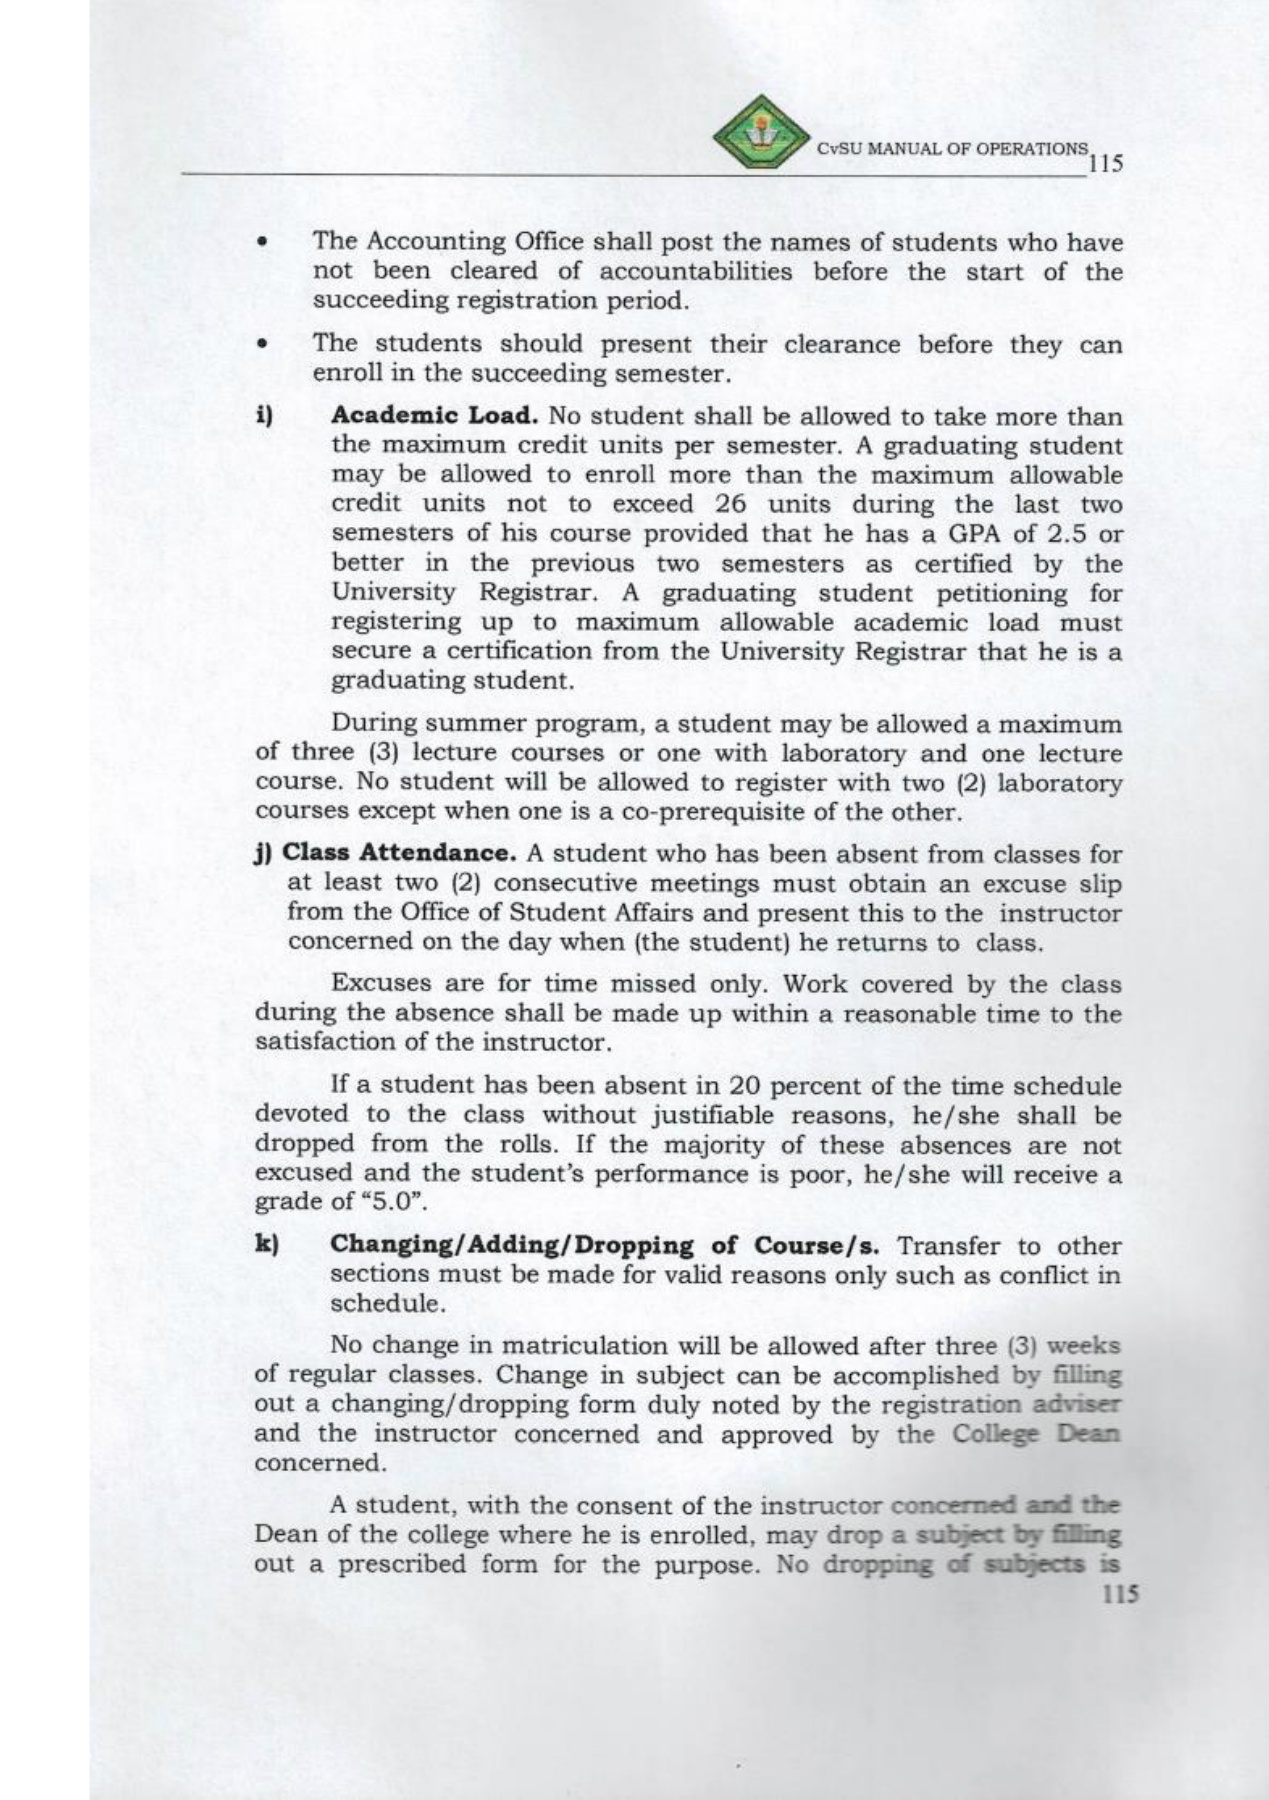 CvSU MANUAL OF OPERATIONS
115
• The Accounting Office shall post the names of students who have
not been cleared of accountabilities before the start of the
succeeding registration period.
• The students should present their clearance before they can
enroll in the succeeding semester.
i) Academic Load. No student shall be allowed to take more than
the maximum credit units per semester. A graduating student
may be allowed to enroll more than the maximum allowable
credit units not to exceed 26 units during the last two
semesters of his course provided that he has a GPA of 2.5 or
better in the previous two semesters as certified by the
University Registrar. A graduating student petitioning for
registering up to maximum allowable academic load must
secure a certification from the University Registrar that he is a
graduating student.
During summer program, a student may be allowed a maximum
of three (3) lecture courses or one with laboratory and one lecture
course. No student will be allowed to register with two (2) laboratory
courses except when one is a co-prerequisite of the other.
j) Class Attendance. A student who has been absent from classes for
at least two (2) consecutive meetings must obtain an excuse slip
from the Office of Student Affairs and present this to the instructor
concerned on the day when (the student) he returns to class.
Excuses are for time missed only. Work covered by the class
during the absence shall be made up within a reasonable time to the
satisfaction of the instructor.
If a student has been absent in 20 percent of the time schedule
devoted to the class without justifiable reasons, he/she shall be
dropped from the rolls. If the majority of these absences are not
excused and the student's performance is poor, he/she will receive a
grade of “5.0”.
k) Changing/Adding/Dropping of Course/s. Transfer to other
sections must be made for valid reasons only such as conflict in
schedule.
No change in matriculation will be allowed after three (3) weeks
of regular classes. Change in subject can be accomplished by filling
out a changing/dropping form duly noted by the registration adviser
and the instructor concerned and approved by the College Dean
concerned.
A student, with the consent of the instructor concerned and the
Dean of the college where he is enrolled, may drop a subject by filling
out a prescribed form for the purpose. No dropping of subjects is
115